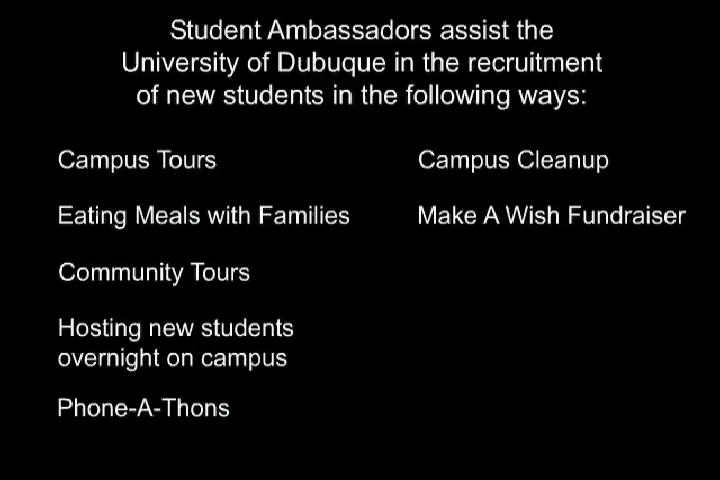 Student Ambassadors assist the
University of Dubuque in the recruitment
of new students in the following ways:
Campus Tours
Eating Meals with Families
Community Tours
Hosting new students
overnight on campus
Phone-A-Thons
Campus Cleanup
Make A Wish Fundraiser